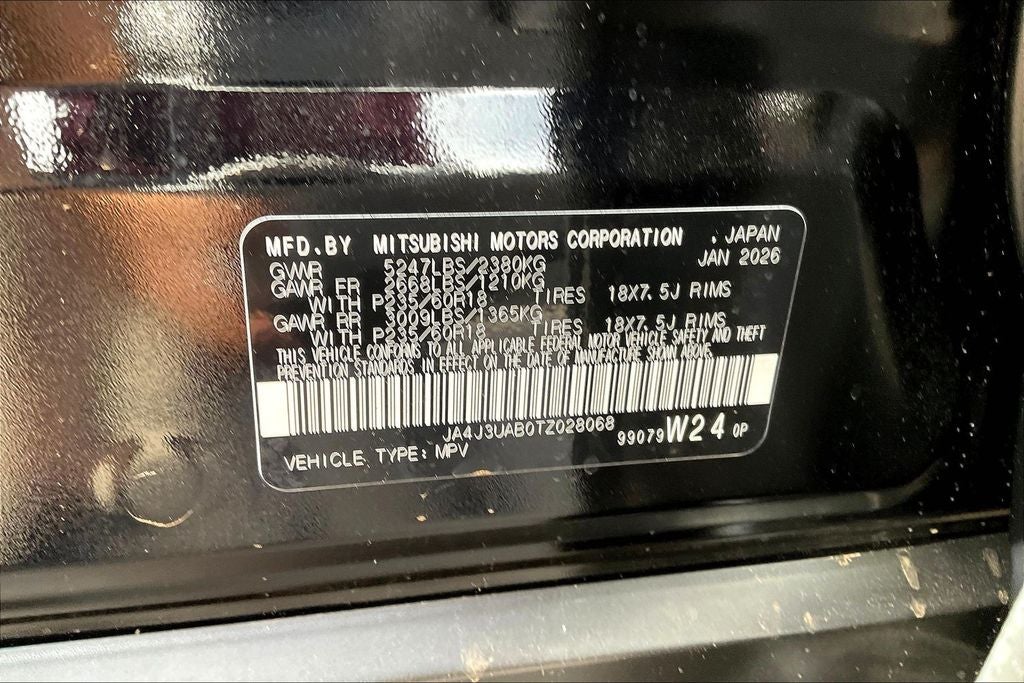 MFD.BY MITSUBISHI MOTORS CORPORATION . JAPAN
JAN 2026
GVWR 5247LBS/2380KG
GAWR FR 2668LBS/1210KG
WITH P235/60R18 TIRES 18X7.5J RIMS
GAWR RR 3009LBS/1365KG
WITH P235/60R18 TIRES 18X7.5J RIMS
THIS VEHICLE CONFORMS TO ALL APPLICABLE FEDERAL MOTOR VEHICLE SAFETY AND THEFT
PREVENTION STANDARDS IN EFFECT ON THE DATE OF MANUFACTURE SHOWN ABOVE.
JA4J3UAB0TZ028068
99079 W24 0P
VEHICLE TYPE: MPV